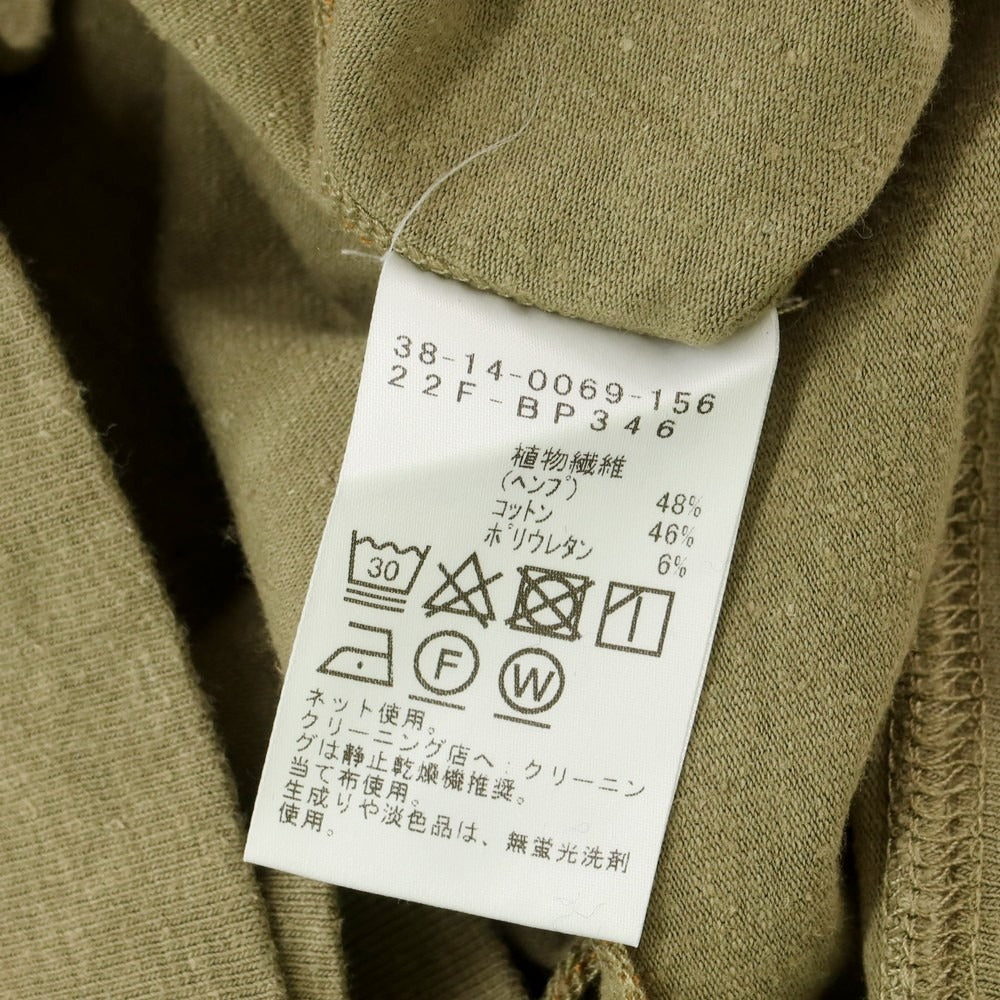 38-14-0069-156
22F-BP346
植物繊維
(ヘンプ) 48%
コットン 46%
ポリウレタン 6%
30
F W
ネット使用。
クリーニング店へ:クリーニン
グは静止乾燥機推奨。
当て布使用。
生成りや淡色品は、無蛍光洗剤
使用。